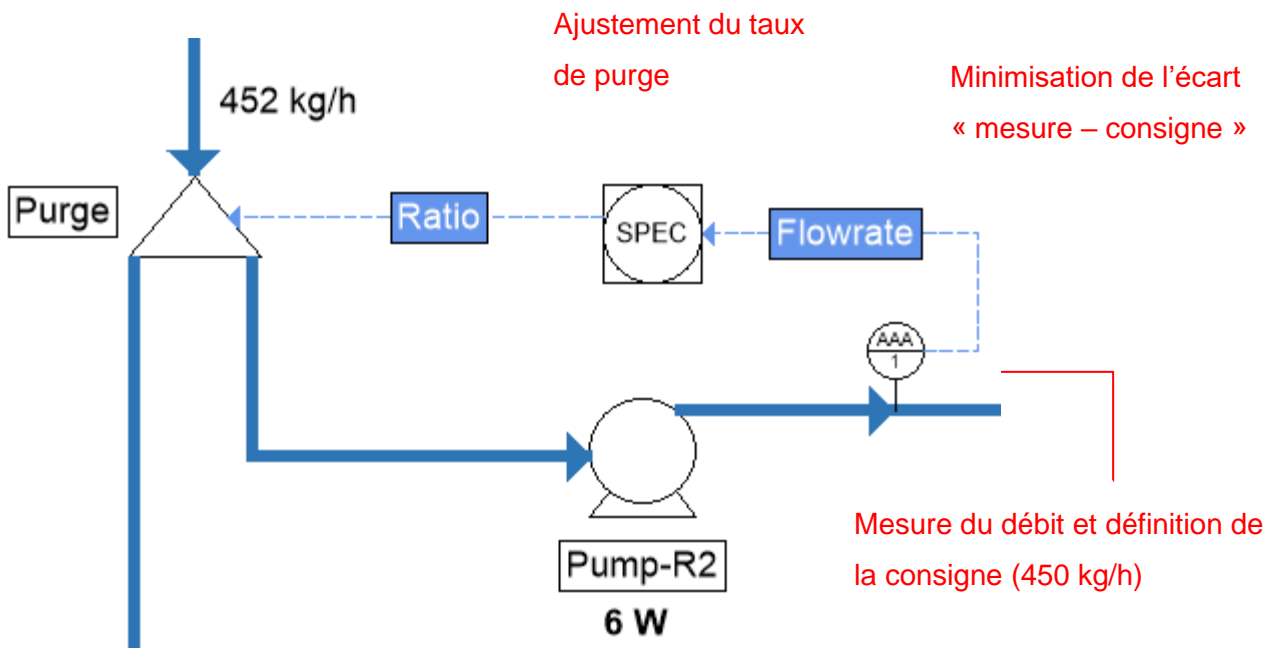 Ajustement du taux
de purge
Minimisation de l'écart
« mesure – consigne »
452 kg/h
Purge
Ratio
SPEC
Flowrate
AAA
1
Mesure du débit et définition de
la consigne (450 kg/h)
Pump-R2
6 W